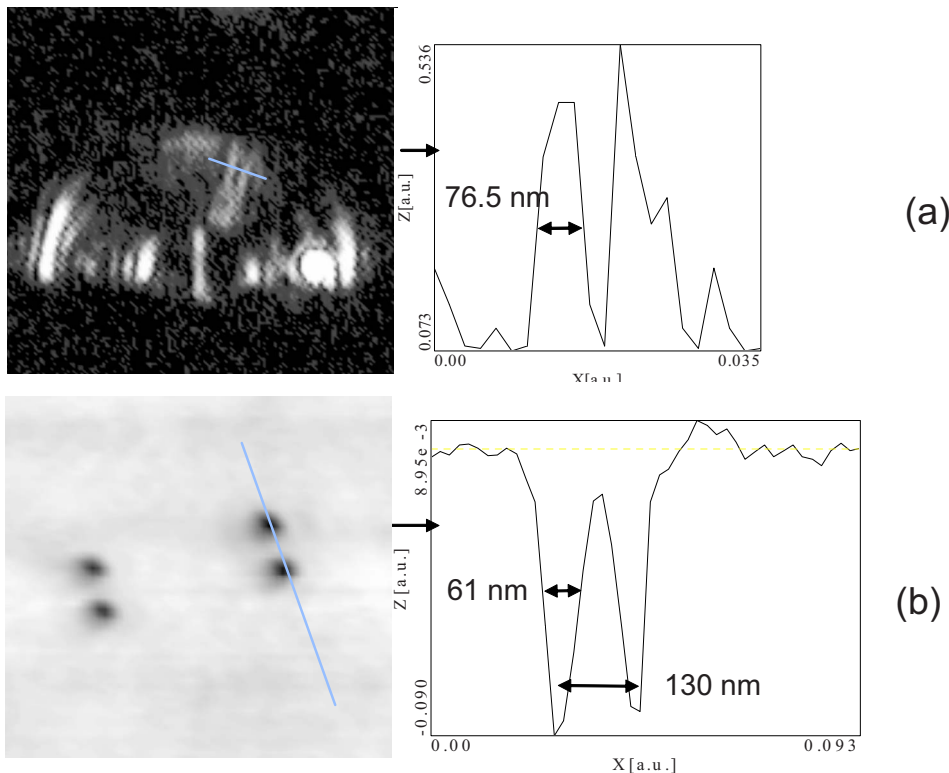 0.536
Z[a.u.]
76.5 nm
(a)
0.073
0.00
0.035
X[a.u.]
8.95e -3
Z [a.u.]
61 nm
(b)
130 nm
-0.090
0.00
0.093
X [a.u.]